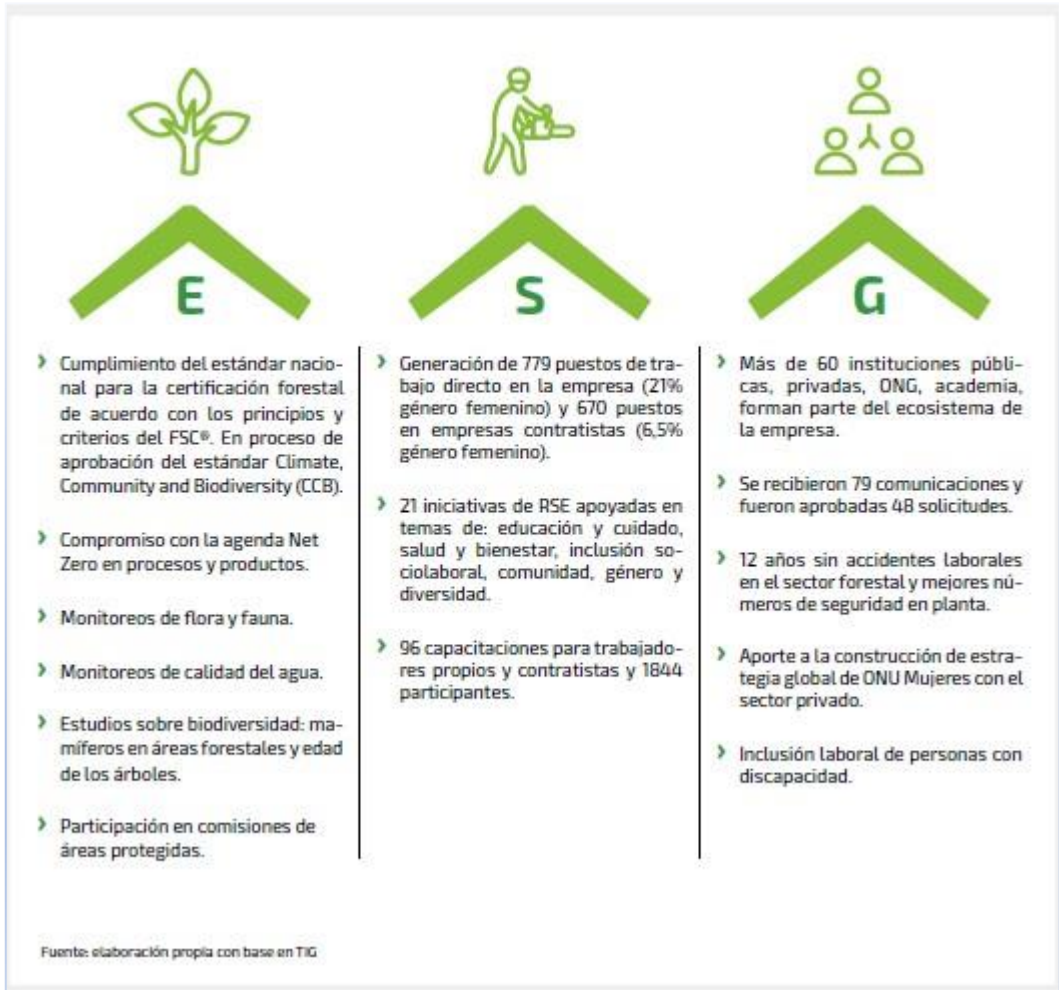 E
Cumplimiento del estándar nacio-
nal para la certificación forestal
de acuerdo con los principios y
criterios del FSC®. En proceso de
aprobación del estándar Climate,
Community and Biodiversity (CCB).
Compromiso con la agenda Net
Zero en procesos y productos.
Monitoreos de flora y fauna.
Monitoreos de calidad del agua.
Estudios sobre biodiversidad: ma-
míferos en áreas forestales y edad
de los árboles.
Participación en comisiones de
áreas protegidas.
S
Generación de 779 puestos de tra-
bajo directo en la empresa (21%
género femenino) y 670 puestos
en empresas contratistas (6,5%
género femenino).
21 iniciativas de RSE apoyadas en
temas de: educación y cuidado,
salud y bienestar, inclusión so-
ciolaboral, comunidad, género y
diversidad.
96 capacitaciones para trabajado-
res propios y contratistas y 1844
participantes.
G
Más de 60 instituciones públi-
cas, privadas, ONG, academia,
forman parte del ecosistema de
la empresa.
Se recibieron 79 comunicaciones y
fueron aprobadas 48 solicitudes.
12 años sin accidentes laborales
en el sector forestal y mejores nú-
meros de seguridad en planta.
Aporte a la construcción de estra-
tegia global de ONU Mujeres con el
sector privado.
Inclusión laboral de personas con
discapacidad.
Fuente: elaboración propia con base en TIG